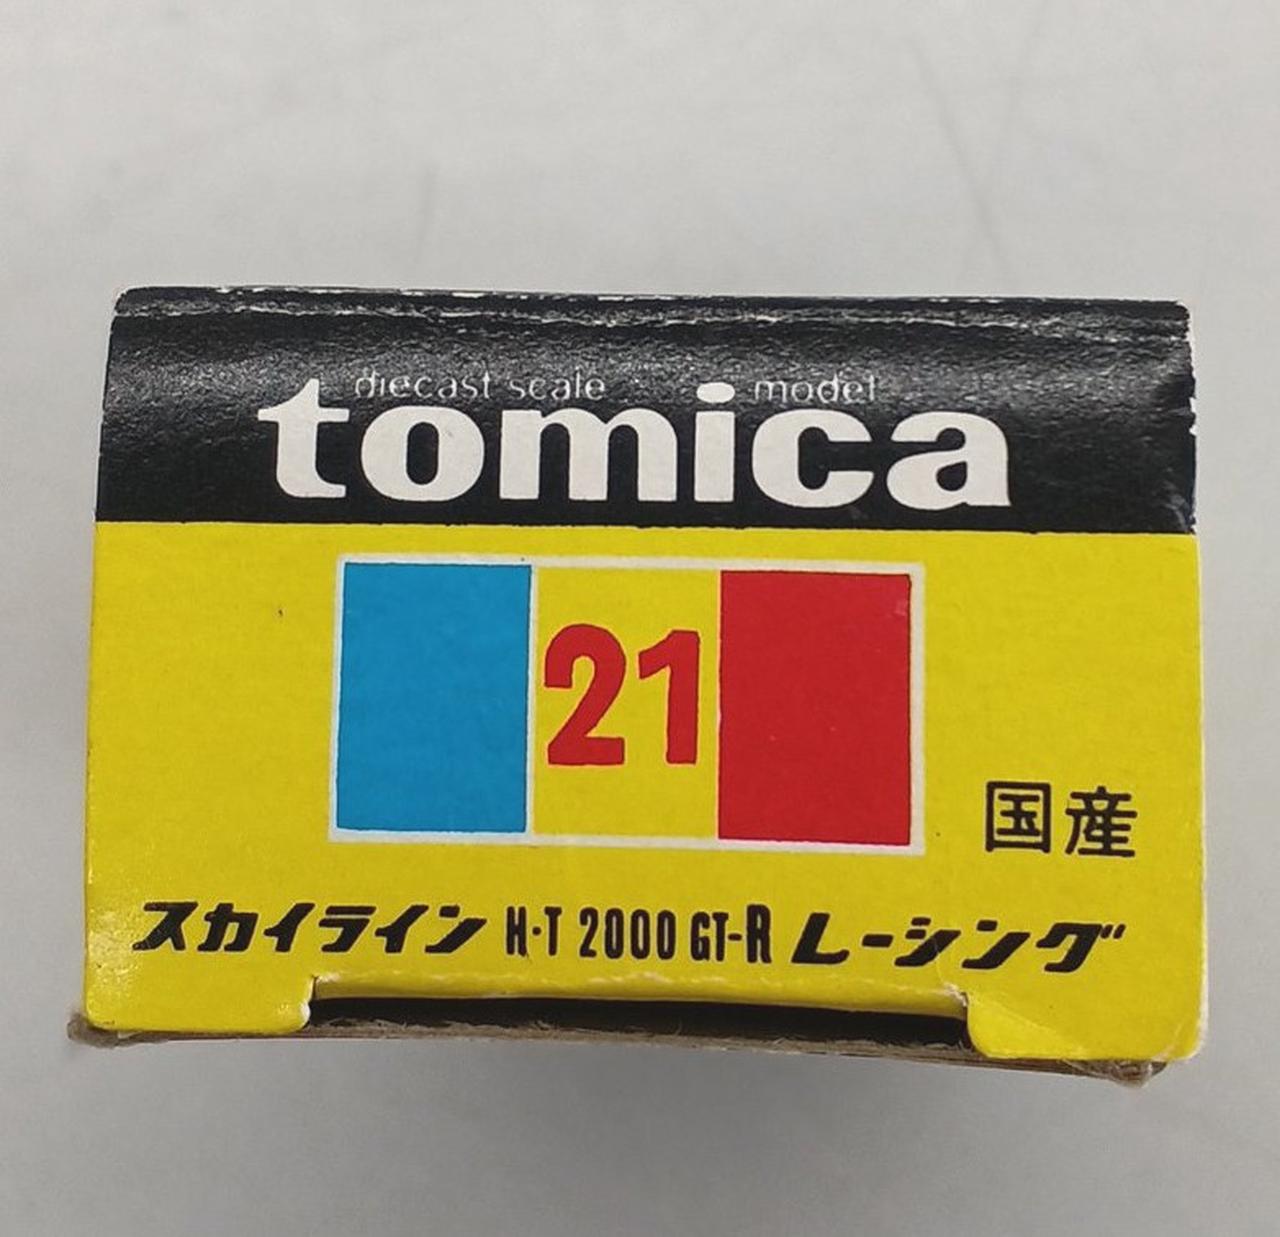 diecast scale model
tomica
21
国産
スカイライン H·T 2000 GT-R レーシング